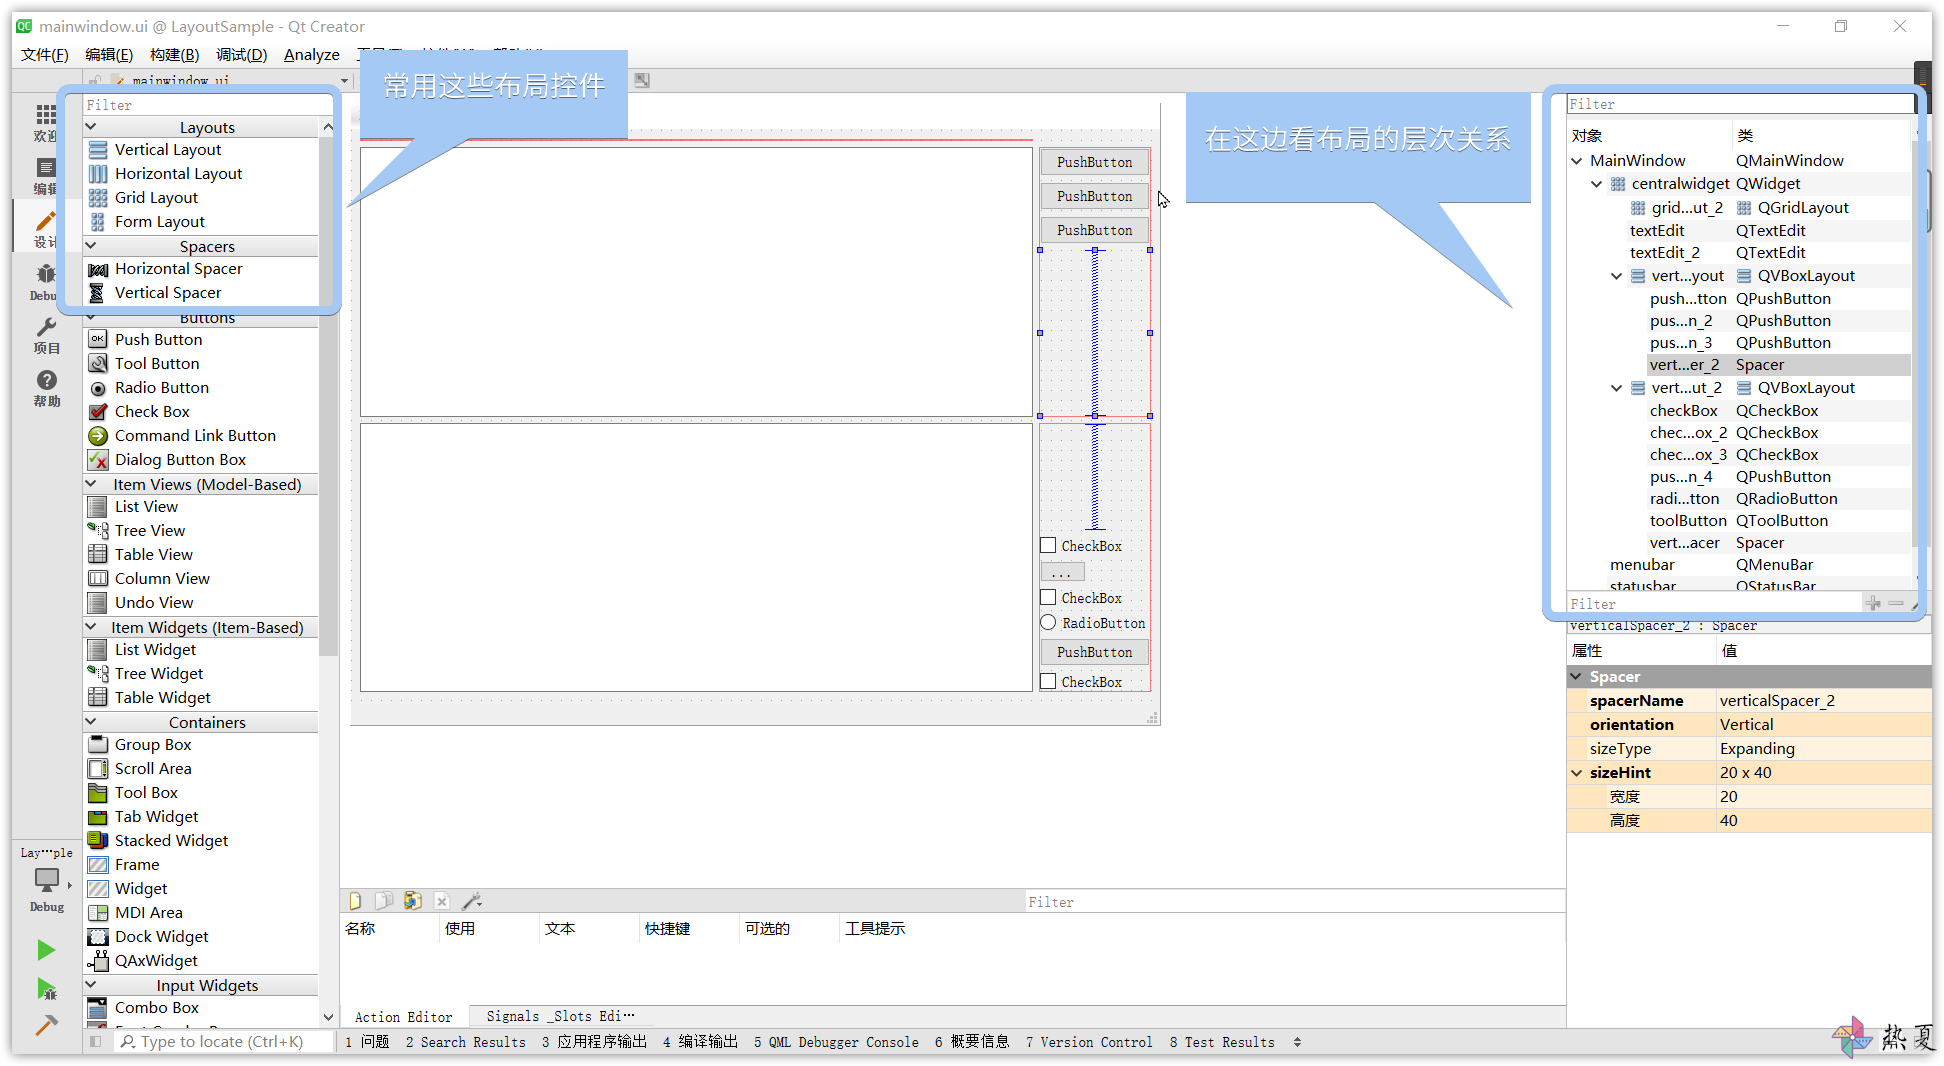 mainwindow.ui @ LayoutSample - Qt Creator
文件(F) 编辑(E) 构建(B) 调试(D) Analyze
mainwindow.ui
常用这些布局控件
在这边看布局的层次关系
欢迎
编辑
设计
Debu
项目
帮助
Lay···ple
Debug
Filter
Layouts
Vertical Layout
Horizontal Layout
Grid Layout
Form Layout
Spacers
Horizontal Spacer
Vertical Spacer
Buttons
Push Button
Tool Button
Radio Button
Check Box
Command Link Button
Dialog Button Box
Item Views (Model-Based)
List View
Tree View
Table View
Column View
Undo View
Item Widgets (Item-Based)
List Widget
Tree Widget
Table Widget
Containers
Group Box
Scroll Area
Tool Box
Tab Widget
Stacked Widget
Frame
Widget
MDI Area
Dock Widget
QAxWidget
Input Widgets
Combo Box
PushButton
PushButton
PushButton
CheckBox
...
CheckBox
RadioButton
PushButton
CheckBox
Filter
名称 使用 文本 快捷键 可选的 工具提示
Action Editor Signals _Slots Edi···
Filter
对象 类
MainWindow QMainWindow
centralwidget QWidget
grid...ut_2 QGridLayout
textEdit QTextEdit
textEdit_2 QTextEdit
vert...yout QVBoxLayout
push...tton QPushButton
pus...n_2 QPushButton
pus...n_3 QPushButton
vert...er_2 Spacer
vert...ut_2 QVBoxLayout
checkBox QCheckBox
chec...ox_2 QCheckBox
chec...ox_3 QCheckBox
pus...n_4 QPushButton
radi...tton QRadioButton
toolButton QToolButton
vert...acer Spacer
menubar QMenuBar
statusbar QStatusBar
Filter
verticalSpacer_2 : Spacer
属性 值
Spacer
spacerName verticalSpacer_2
orientation Vertical
sizeType Expanding
sizeHint 20 x 40
宽度 20
高度 40
Type to locate (Ctrl+K) 1 问题 2 Search Results 3 应用程序输出 4 编译输出 5 QML Debugger Console 6 概要信息 7 Version Control 8 Test Results
热夏